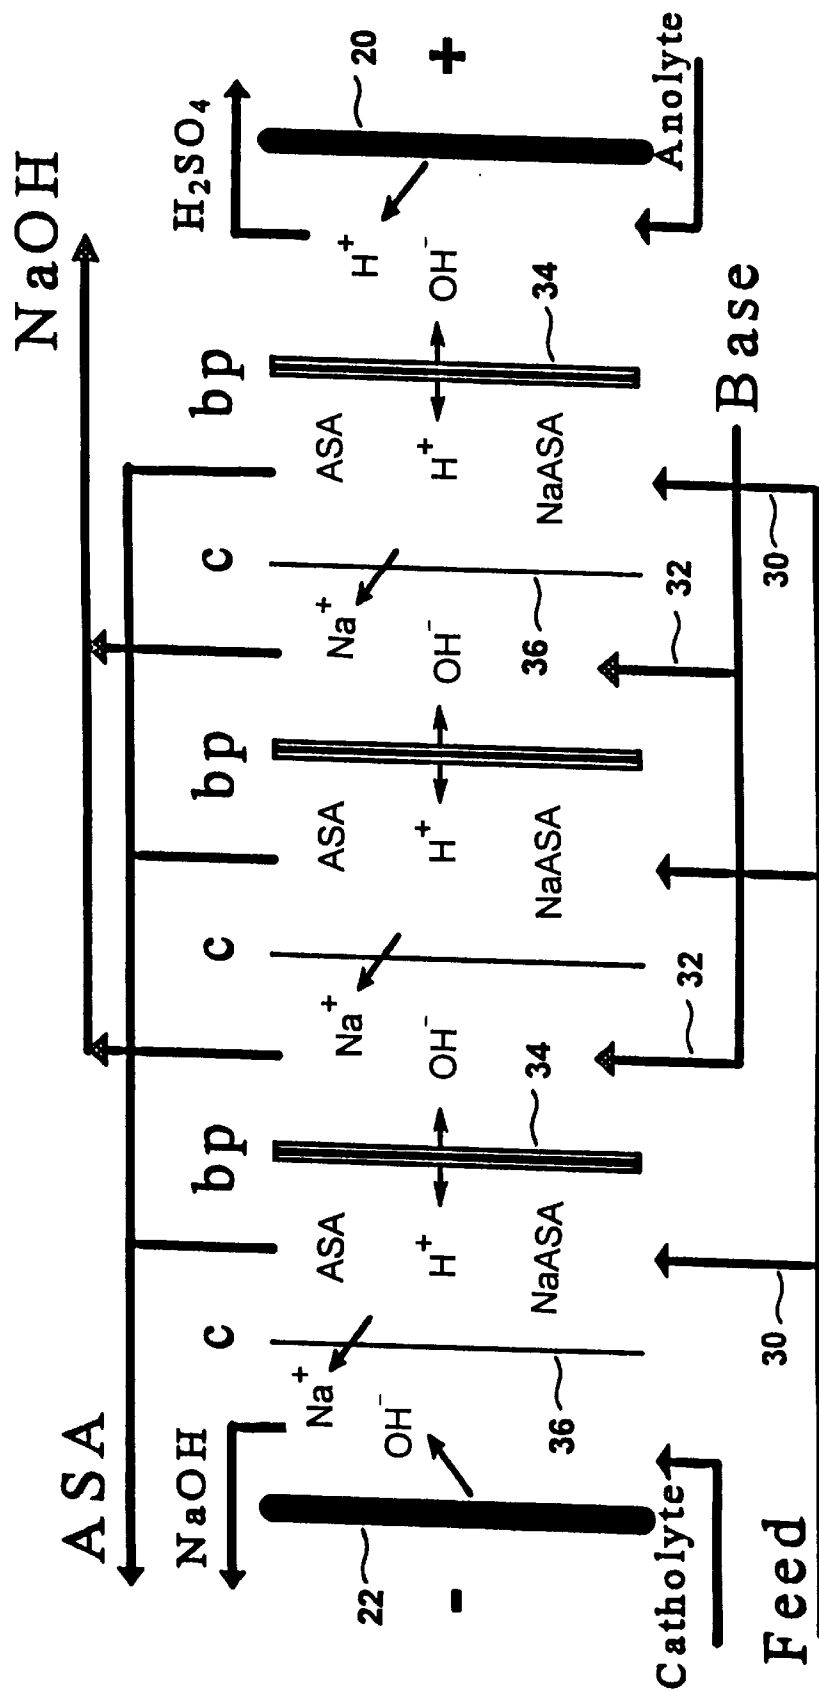 NaOH
ASA
NaOH
H₂SO₄
c bp c bp c bp
Na⁺ ASA Na⁺ ASA Na⁺ ASA H⁺
22 20
OH⁻ H⁺ OH⁻ H⁺ OH⁻ H⁺ OH⁻
- +
NaASA 34 NaASA NaASA 34
36 36
Catholyte 32 32 Anolyte
Base
30 30
Feed